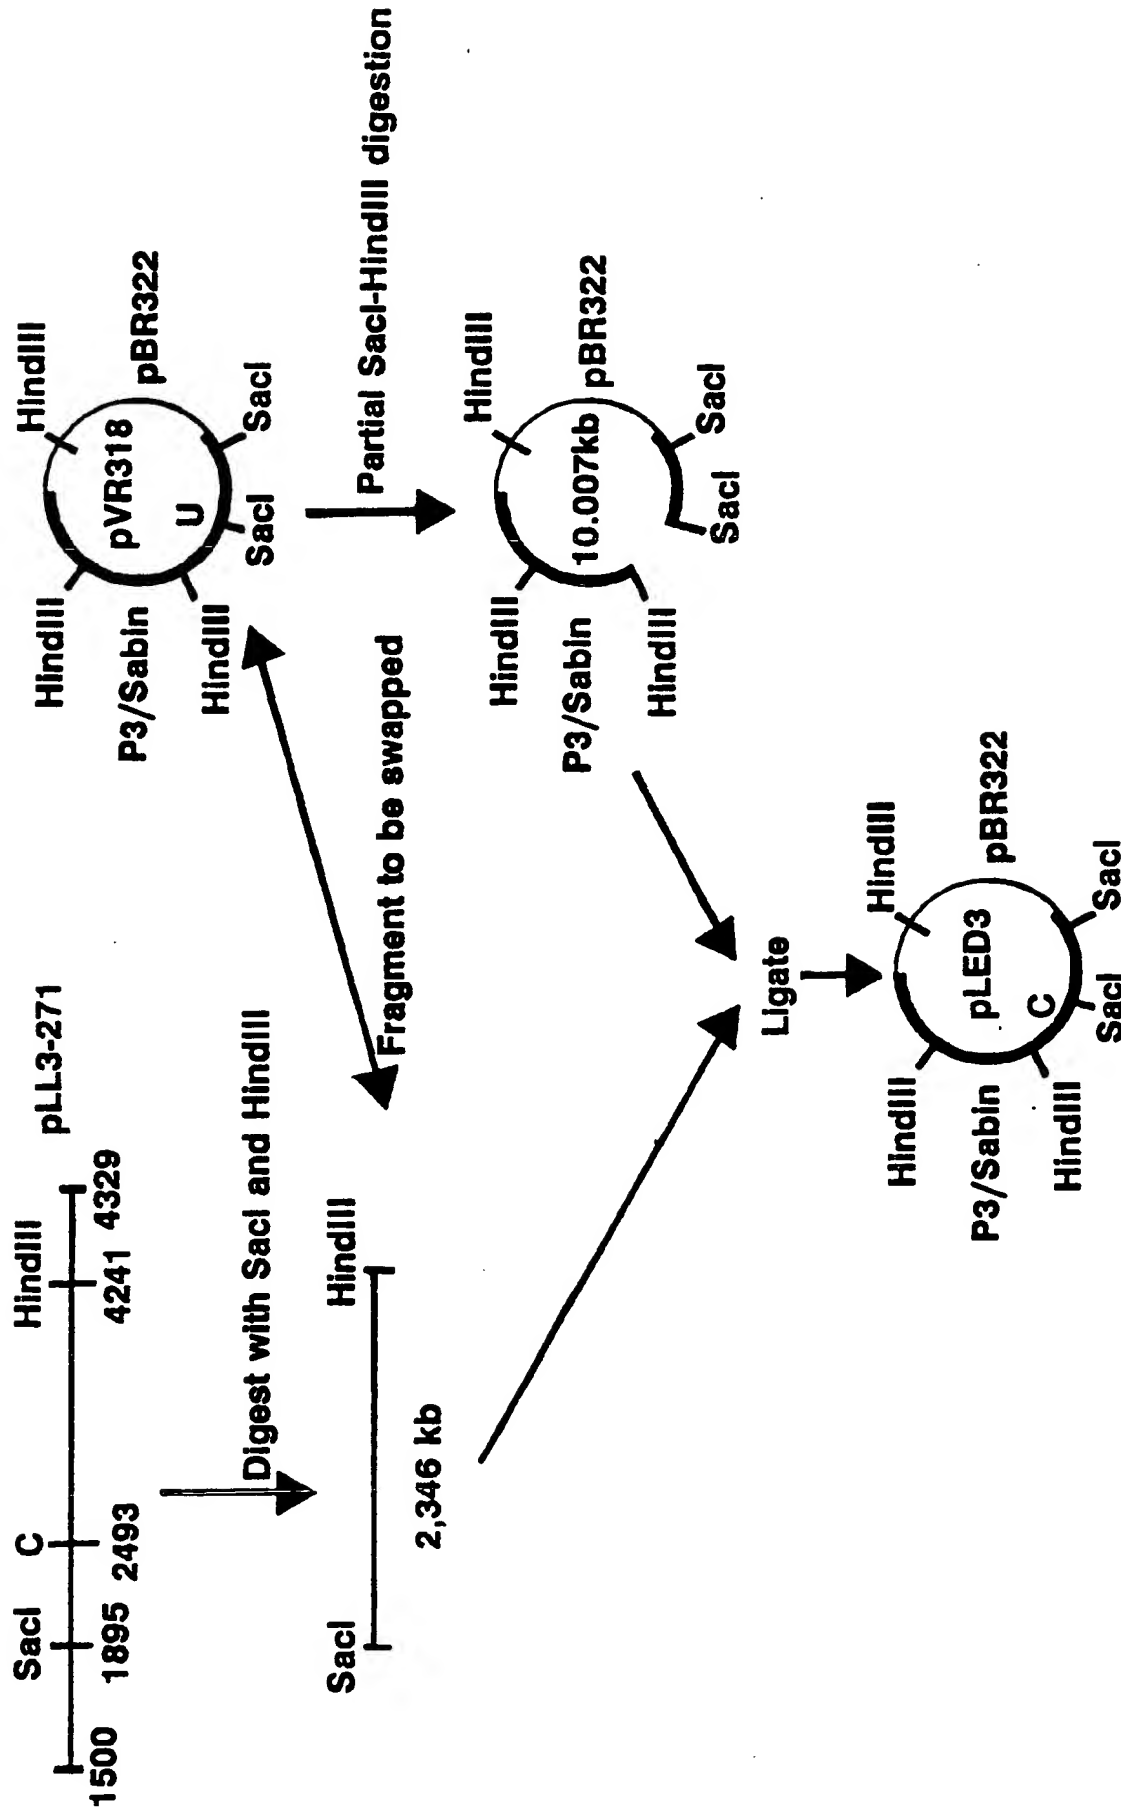 pLL3-271
SacI C HindIII
1500 1895 2493 4241 4329
Digest with SacI and HindIII
SacI HindIII
2,346 kb
Fragment to be swapped
HindIII
HindIII
pVR318
pBR322
P3/Sabin
U
HindIII
SacI
SacI
Partial SacI-HindIII digestion
HindIII
HindIII
10.007kb
pBR322
P3/Sabin
HindIII
SacI
SacI
Ligate
HindIII
HindIII
pLED3
pBR322
P3/Sabin
C
HindIII
SacI
SacI